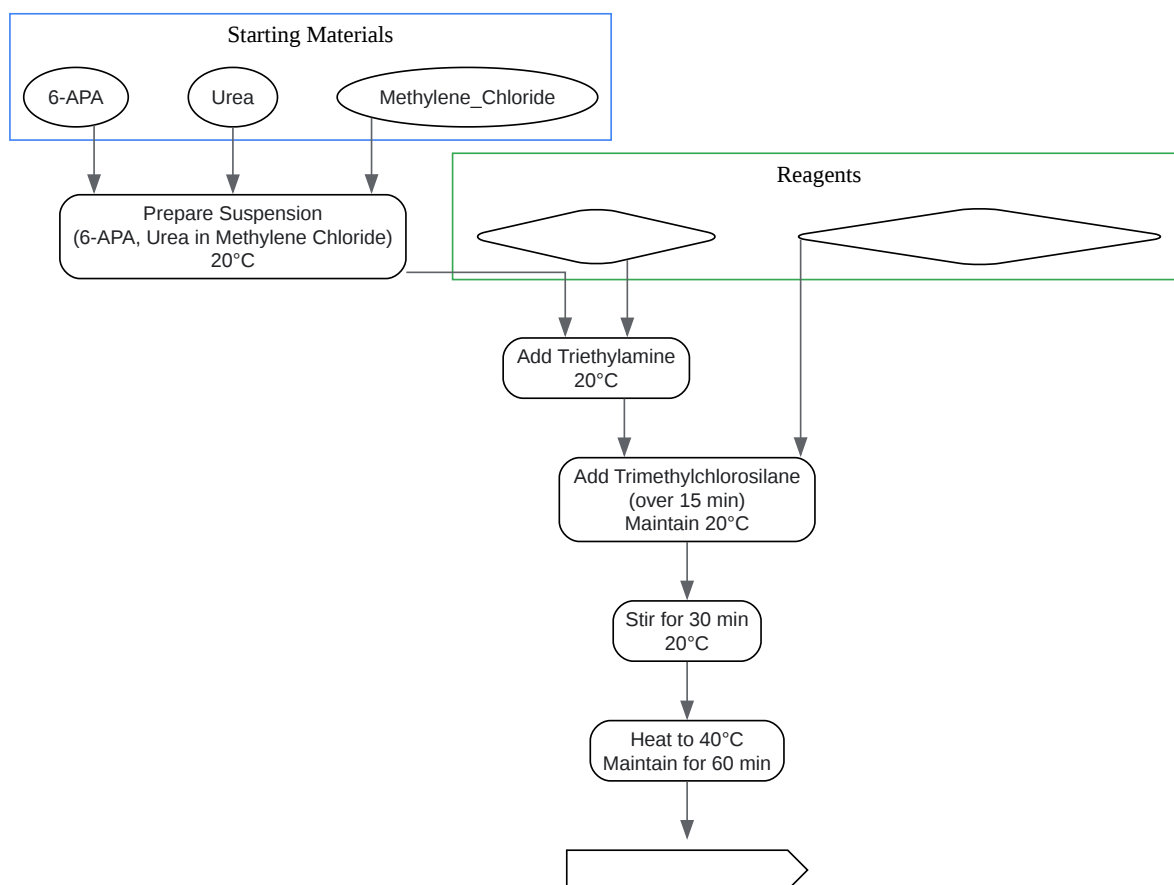 Starting Materials
6-APA
Urea
Methylene_Chloride
Reagents
Prepare Suspension
(6-APA, Urea in Methylene Chloride)
20°C
Add Triethylamine
20°C
Add Trimethylchlorosilane
(over 15 min)
Maintain 20°C
Stir for 30 min
20°C
Heat to 40°C
Maintain for 60 min